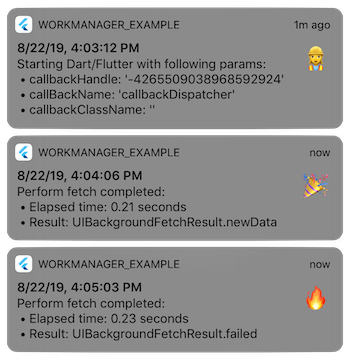 WORKMANAGER_EXAMPLE 1m ago
8/22/19, 4:03:12 PM
Starting Dart/Flutter with following params:
• callbackHandle: '-4265509038968592924'
• callBackName: 'callbackDispatcher'
• callbackClassName: ''
WORKMANAGER_EXAMPLE now
8/22/19, 4:04:06 PM
Perform fetch completed:
• Elapsed time: 0.21 seconds
• Result: UIBackgroundFetchResult.newData
WORKMANAGER_EXAMPLE now
8/22/19, 4:05:03 PM
Perform fetch completed:
• Elapsed time: 0.23 seconds
• Result: UIBackgroundFetchResult.failed